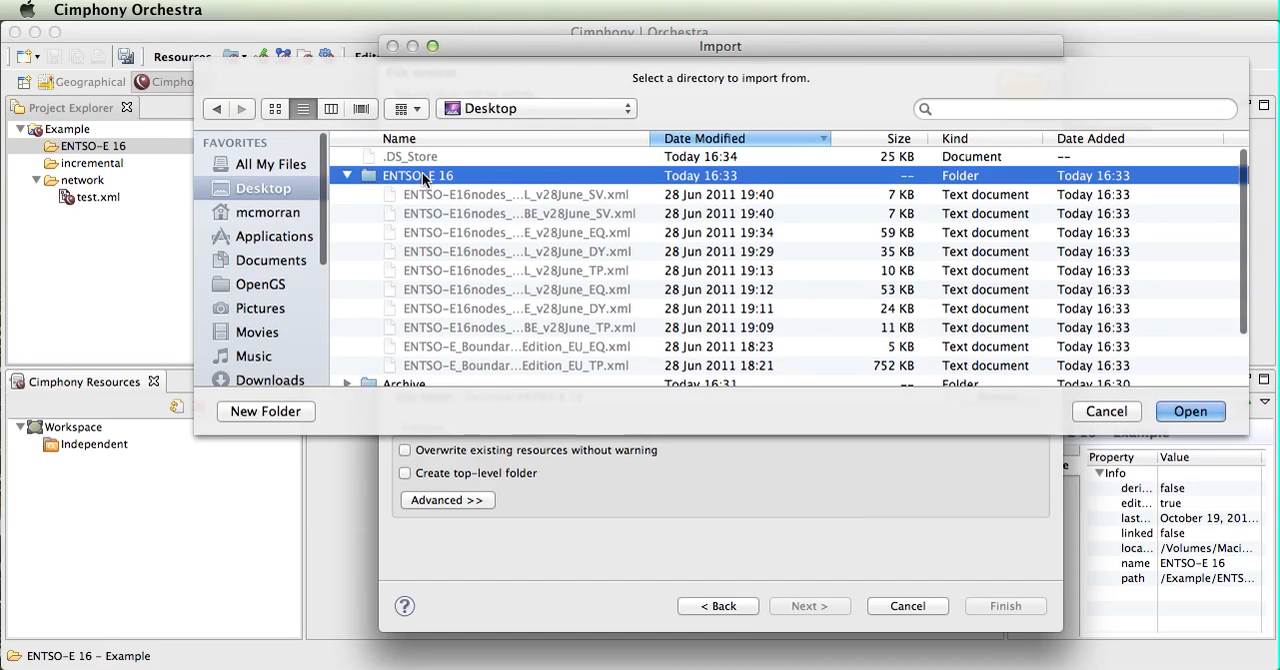 Cimphony Orchestra
Cimphony | Orchestra
Import
Resources
Edit
Geographical
Cimpho
Select a directory to import from.
Project Explorer
Desktop
Example
ENTSO-E 16
incremental
network
test.xml
FAVORITES
All My Files
Desktop
mcmorran
Applications
Documents
OpenGS
Pictures
Movies
Music
Downloads
Name Date Modified Size Kind Date Added
.DS_Store Today 16:34 25 KB Document --
ENTSO-E 16 Today 16:33 -- Folder Today 16:33
ENTSO-E16nodes_...L_v28June_SV.xml 28 Jun 2011 19:40 7 KB Text document Today 16:33
ENTSO-E16nodes_...BE_v28June_SV.xml 28 Jun 2011 19:40 7 KB Text document Today 16:33
ENTSO-E16nodes_...E_v28June_EQ.xml 28 Jun 2011 19:34 59 KB Text document Today 16:33
ENTSO-E16nodes_...L_v28June_DY.xml 28 Jun 2011 19:29 35 KB Text document Today 16:33
ENTSO-E16nodes_...L_v28June_TP.xml 28 Jun 2011 19:13 10 KB Text document Today 16:33
ENTSO-E16nodes_...L_v28June_EQ.xml 28 Jun 2011 19:12 53 KB Text document Today 16:33
ENTSO-E16nodes_...E_v28June_DY.xml 28 Jun 2011 19:11 24 KB Text document Today 16:33
ENTSO-E16nodes_...BE_v28June_TP.xml 28 Jun 2011 19:09 11 KB Text document Today 16:33
ENTSO-E_Boundar...Edition_EU_EQ.xml 28 Jun 2011 18:23 5 KB Text document Today 16:33
ENTSO-E_Boundar...Edition_EU_TP.xml 28 Jun 2011 18:21 752 KB Text document Today 16:33
Archive Today 16:31 -- Folder Today 16:30
New Folder Cancel Open
Cimphony Resources
Workspace
Independent
Overwrite existing resources without warning
Create top-level folder
Advanced >>
< Back Next > Cancel Finish
E 16 - Example
Property Value
Info
deri... false
edit... true
last... October 19, 201...
linked false
loca... /Volumes/Maci...
name ENTSO-E 16
path /Example/ENTS...
ENTSO-E 16 - Example